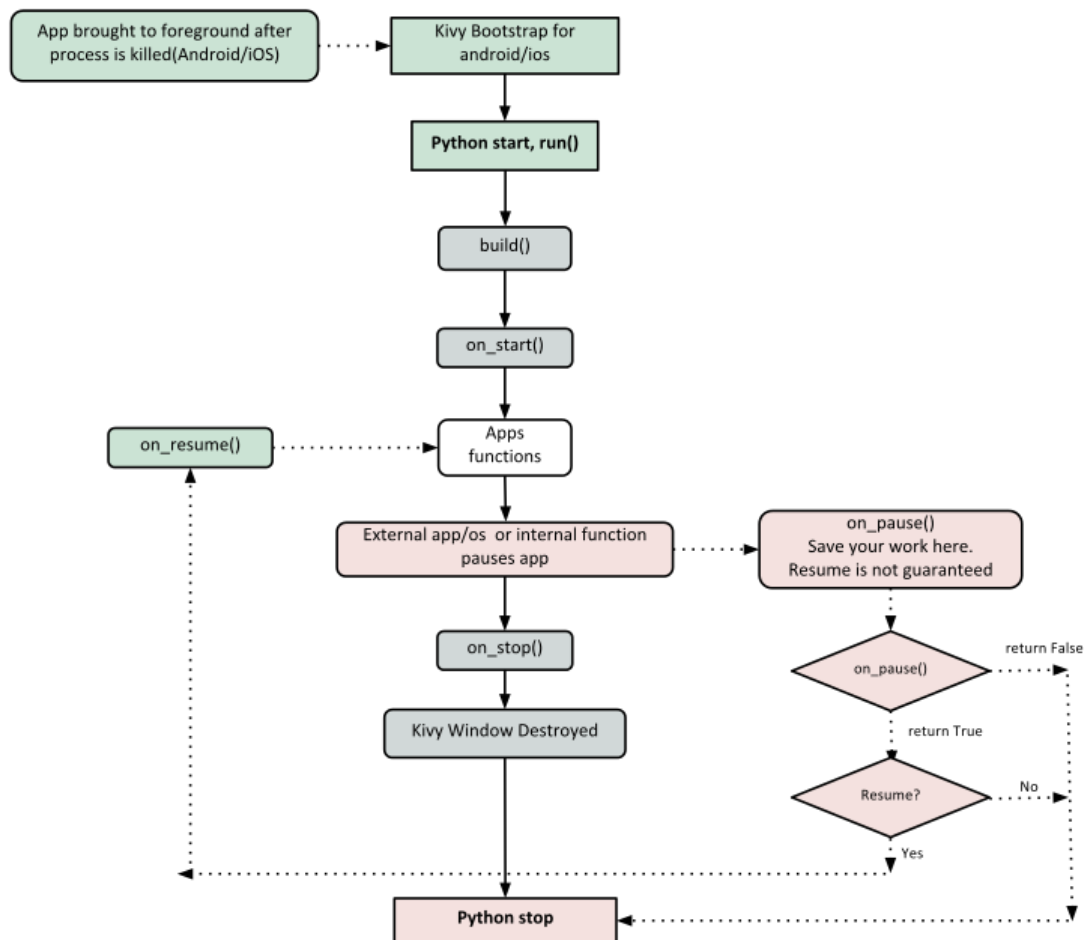 App brought to foreground after
process is killed(Android/iOS)
Kivy Bootstrap for
android/ios
Python start, run()
build()
on_start()
on_resume()
Apps
functions
External app/os  or internal function
pauses app
on_pause()
Save your work here.
Resume is not guaranteed
on_stop()
on_pause()
return False
Kivy Window Destroyed
return True
Resume?
No
Yes
Python stop